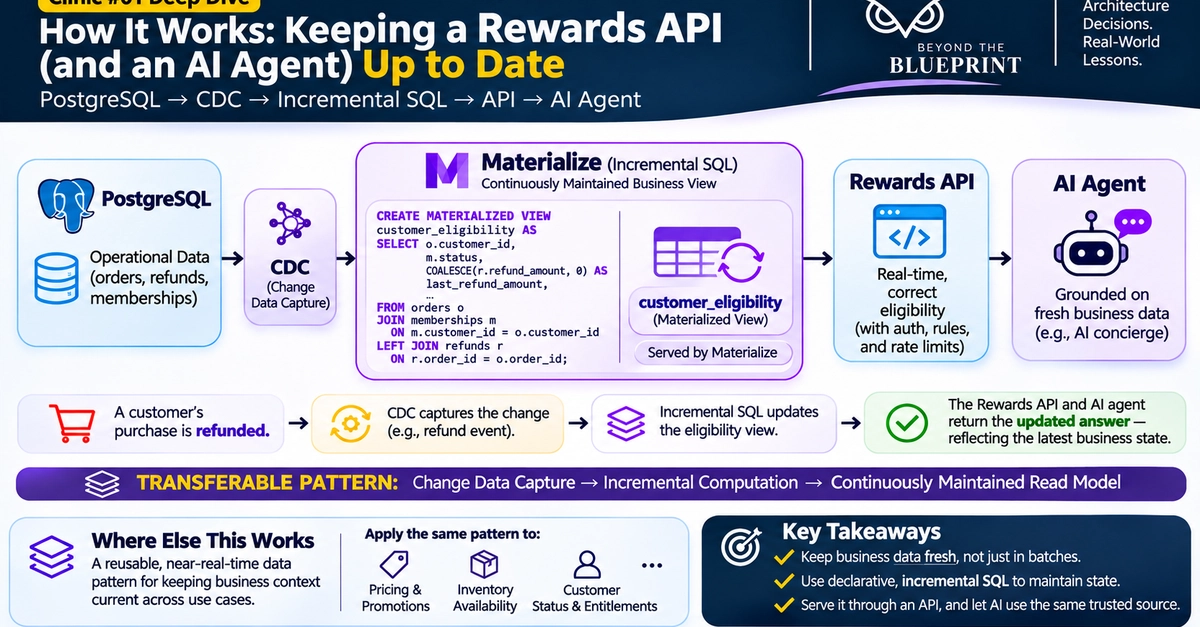 Clinic #01 Deep Dive
How It Works: Keeping a Rewards API
(and an AI Agent) Up to Date
PostgreSQL → CDC → Incremental SQL → API → AI Agent
BEYOND THE
BLUEPRINT
Architecture
Decisions.
Real-World
Lessons.
PostgreSQL
Operational Data
(orders, refunds,
memberships)
CDC
(Change
Data Capture)
Materialize (Incremental SQL)
Continuously Maintained Business View
CREATE MATERIALIZED VIEW
customer_eligibility AS
SELECT o.customer_id,
m.status,
COALESCE(r.refund_amount, 0) AS
last_refund_amount,
…
FROM orders o
JOIN memberships m
ON m.customer_id = o.customer_id
LEFT JOIN refunds r
ON r.order_id = o.order_id;
customer_eligibility
(Materialized View)
Served by Materialize
Rewards API
</>
Real-time,
correct
eligibility
(with auth, rules,
and rate limits)
AI Agent
Grounded on
fresh business data
(e.g., AI concierge)
A customer's
purchase is refunded.
CDC captures the change
(e.g., refund event).
Incremental SQL updates
the eligibility view.
The Rewards API and AI agent
return the updated answer —
reflecting the latest business state.
TRANSFERABLE PATTERN: Change Data Capture → Incremental Computation → Continuously Maintained Read Model
Where Else This Works
A reusable, near-real-time data
pattern for keeping business context
current across use cases.
Apply the same pattern to:
Pricing &
Promotions
Inventory
Availability
Customer
Status & Entitlements
...
Key Takeaways
Keep business data fresh, not just in batches.
Use declarative, incremental SQL to maintain state.
Serve it through an API, and let AI use the same trusted source.